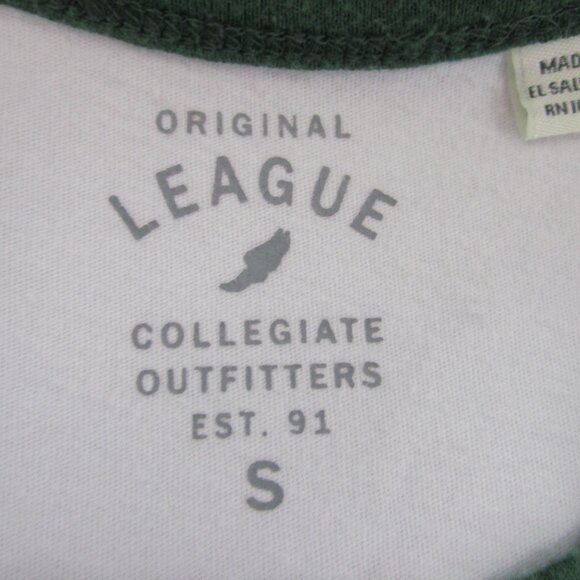 ORIGINAL
LEAGUE
COLLEGIATE
OUTFITTERS
EST. 91
S